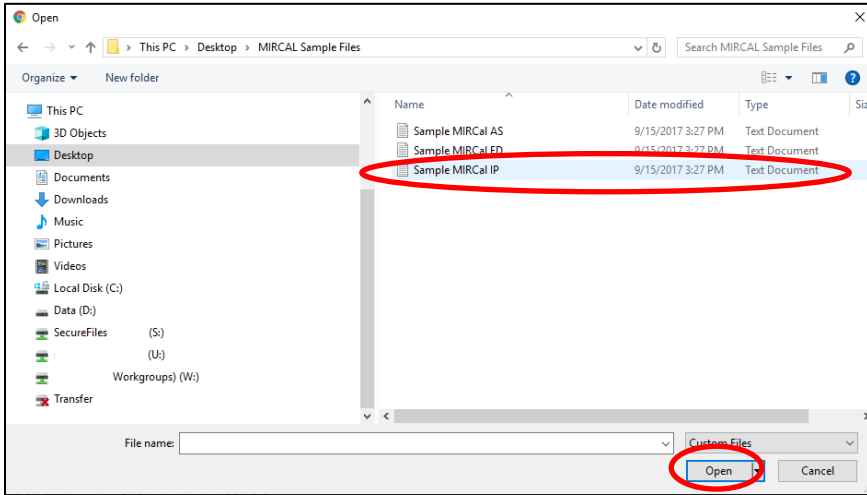 Open
This PC > Desktop > MIRCAL Sample Files
Search MIRCAL Sample Files
Organize
New folder
This PC
3D Objects
Desktop
Documents
Downloads
Music
Pictures
Videos
Local Disk (C:)
Data (D:)
SecureFiles (S:)
(U:)
Workgroups) (W:)
Transfer
Name Date modified Type Siz
Sample MIRCal AS 9/15/2017 3:27 PM Text Document
Sample MIRCal ED 9/15/2017 3:27 PM Text Document
Sample MIRCal IP 9/15/2017 3:27 PM Text Document
File name:
Custom Files
Open
Cancel